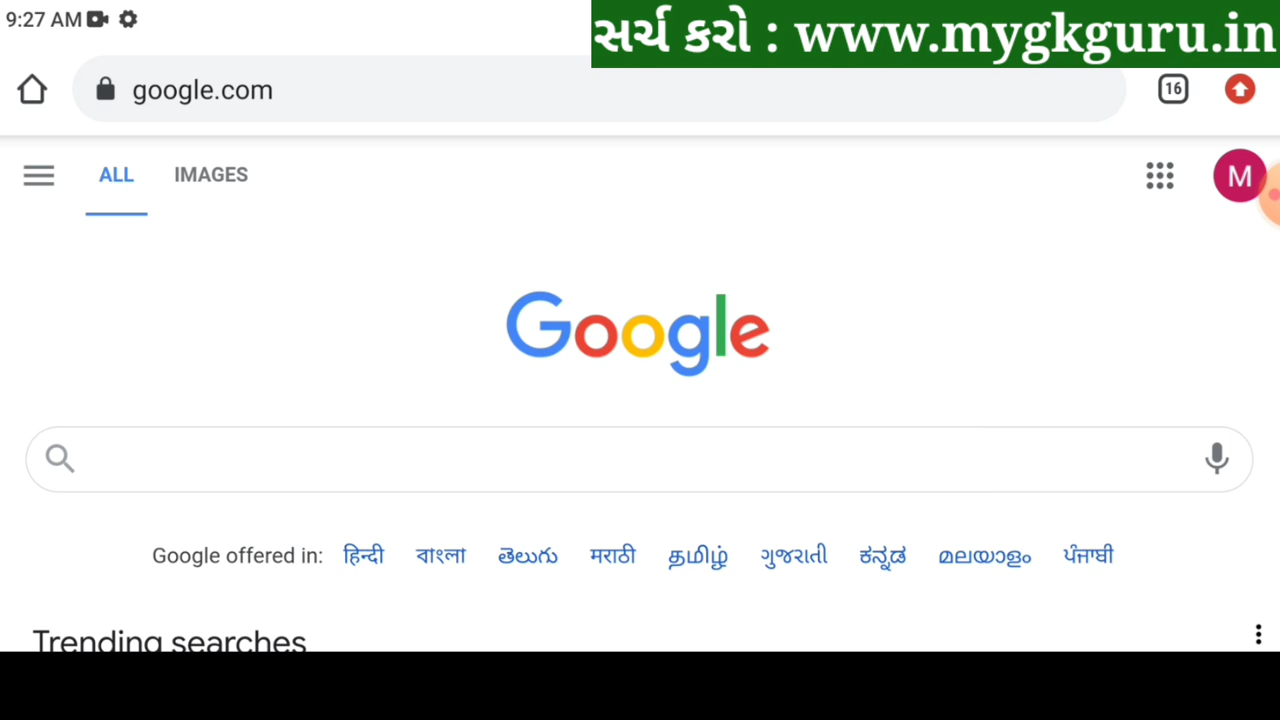 9:27 AM
સર્ચ કરો : www.mygkguru.in
google.com
16
ALL IMAGES
M
Google
Google offered in: हिन्दी বাংলা తెలుగు मराठी தமிழ் ગુજરાતી ಕನ್ನಡ മലയാളം ਪੰਜਾਬੀ
Trending searches